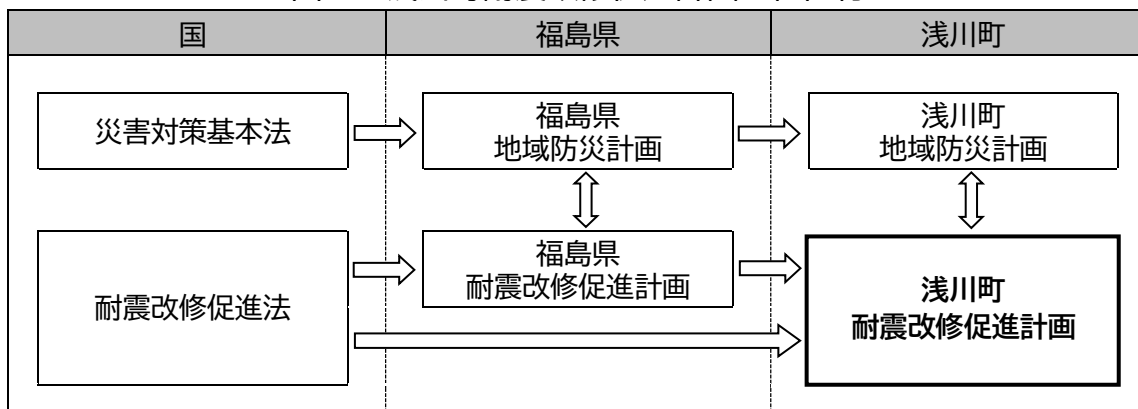 国
福島県
浅川町
災害対策基本法
福島県
地域防災計画
浅川町
地域防災計画
耐震改修促進法
福島県
耐震改修促進計画
浅川町
耐震改修促進計画